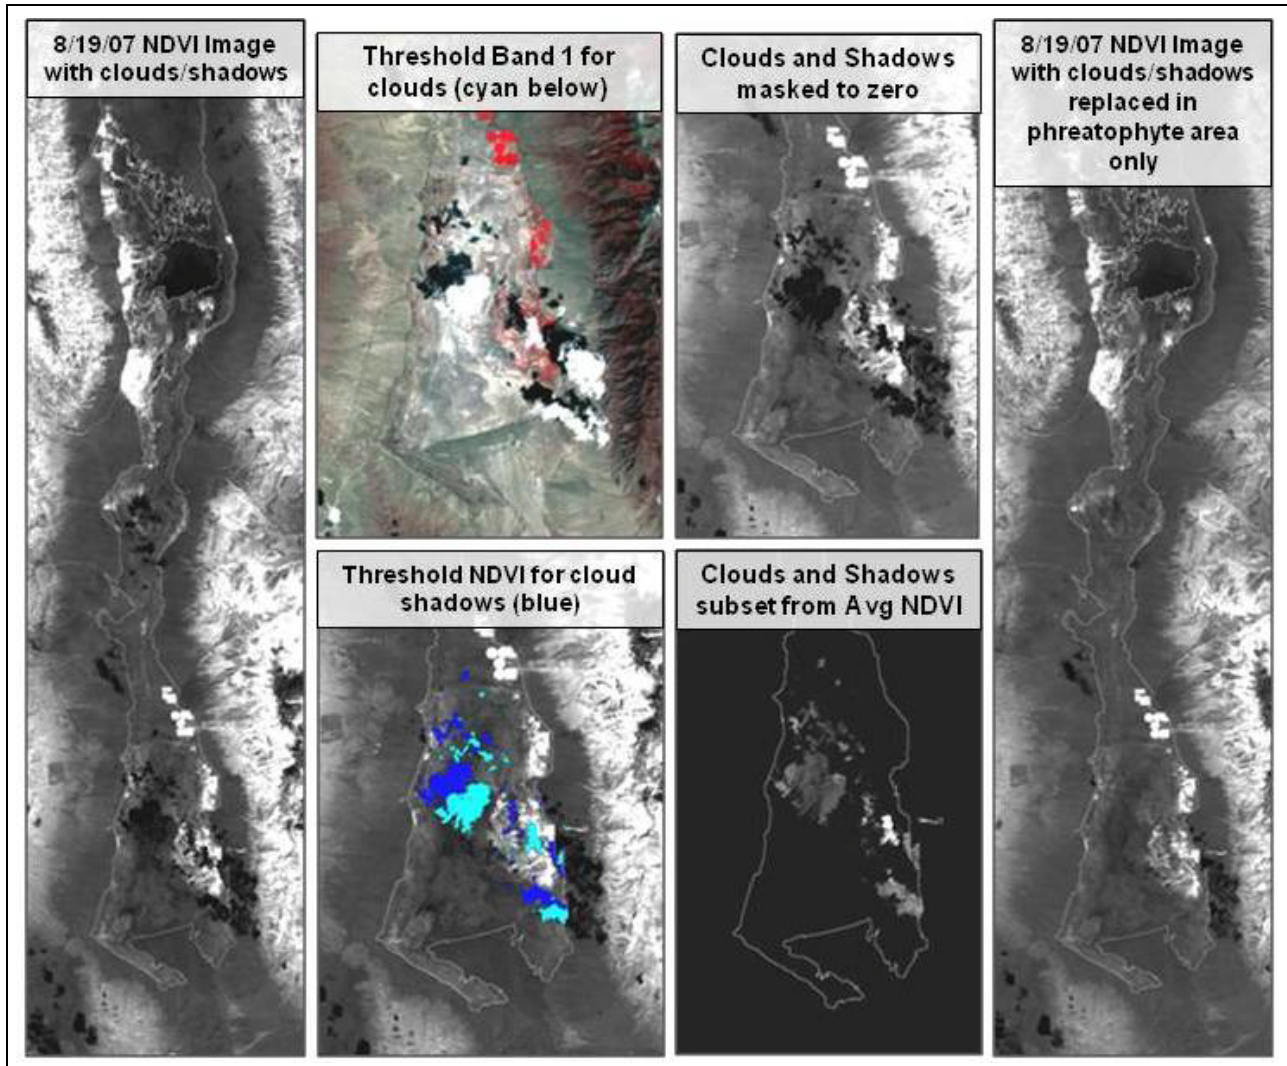 8/19/07 NDVI Image
with clouds/shadows
Threshold Band 1 for
clouds (cyan below)
Clouds and Shadows
masked to zero
8/19/07 NDVI Image
with clouds/shadows
replaced in
phreatophyte area
only
Threshold NDVI for cloud
shadows (blue)
Clouds and Shadows
subset from Avg NDVI